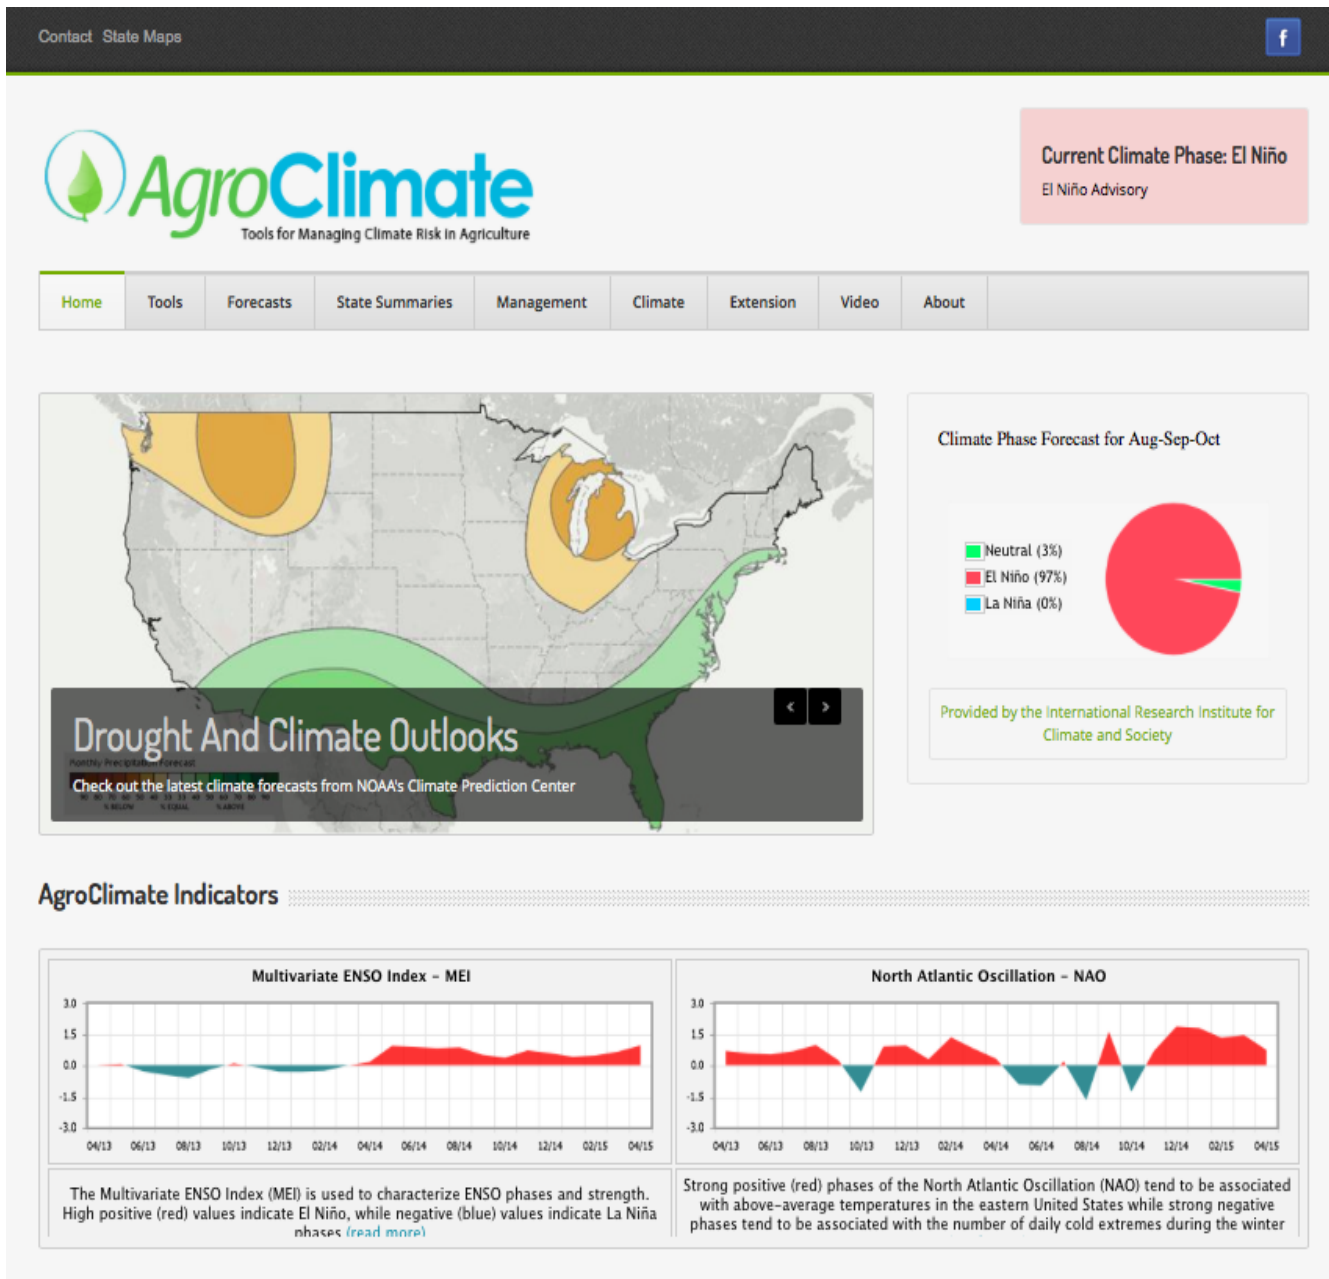 Contact State Maps
f
AgroClimate
Tools for Managing Climate Risk in Agriculture
Current Climate Phase: El Niño
El Niño Advisory
Home Tools Forecasts State Summaries Management Climate Extension Video About
Drought And Climate Outlooks
Check out the latest climate forecasts from NOAA's Climate Prediction Center
Climate Phase Forecast for Aug-Sep-Oct
Neutral (3%)
El Niño (97%)
La Niña (0%)
Provided by the International Research Institute for
Climate and Society
AgroClimate Indicators
Multivariate ENSO Index - MEI
3.0
1.5
0.0
-1.5
-3.0
04/13 06/13 08/13 10/13 12/13 02/14 04/14 06/14 08/14 10/14 12/14 02/15 04/15
The Multivariate ENSO Index (MEI) is used to characterize ENSO phases and strength.
High positive (red) values indicate El Niño, while negative (blue) values indicate La Niña
phases (read more)
North Atlantic Oscillation - NAO
3.0
1.5
0.0
-1.5
-3.0
04/13 06/13 08/13 10/13 12/13 02/14 04/14 06/14 08/14 10/14 12/14 02/15 04/15
Strong positive (red) phases of the North Atlantic Oscillation (NAO) tend to be associated
with above-average temperatures in the eastern United States while strong negative
phases tend to be associated with the number of daily cold extremes during the winter